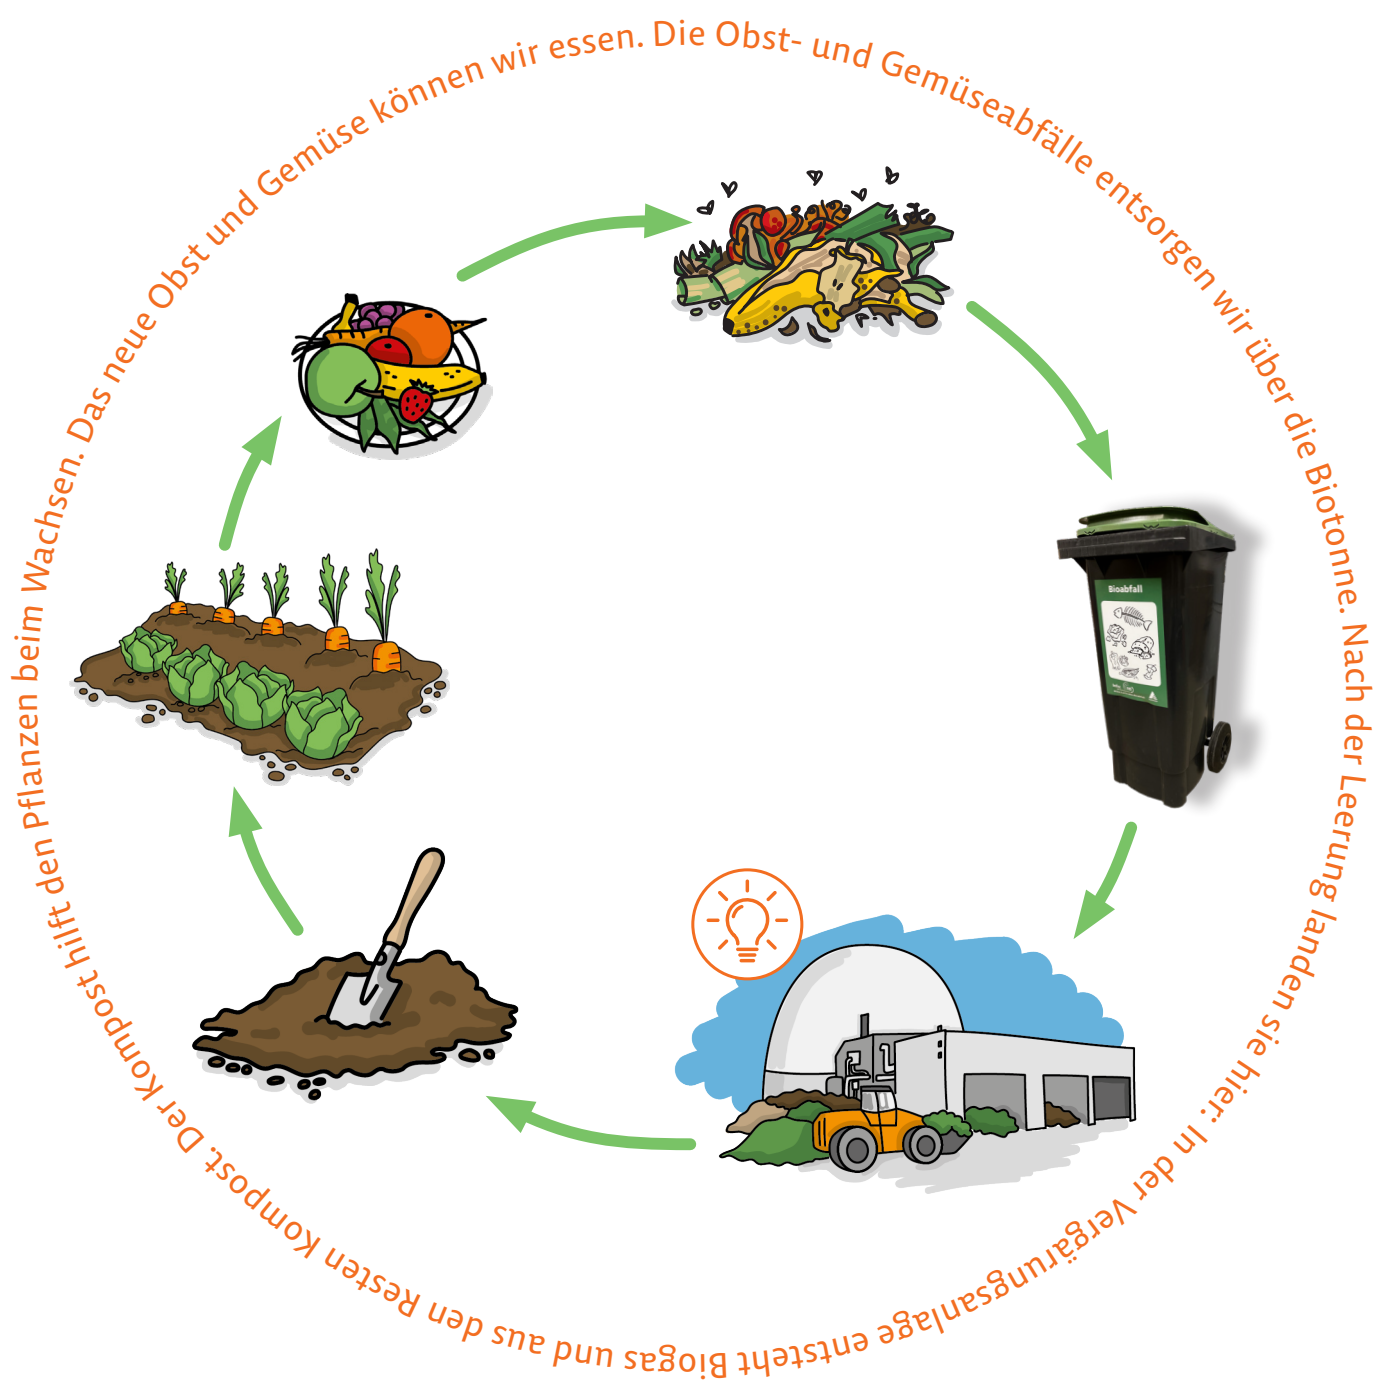 Die Obst- und Gemüseabfälle entsorgen wir über die Biotonne. Nach der Leerung landen sie hier: In der Vergärungsanlage entsteht Biogas und aus den Resten Kompost. Der Kompost hilft den Pflanzen beim Wachsen. Das neue Obst und Gemüse können wir essen.
Bioabfall